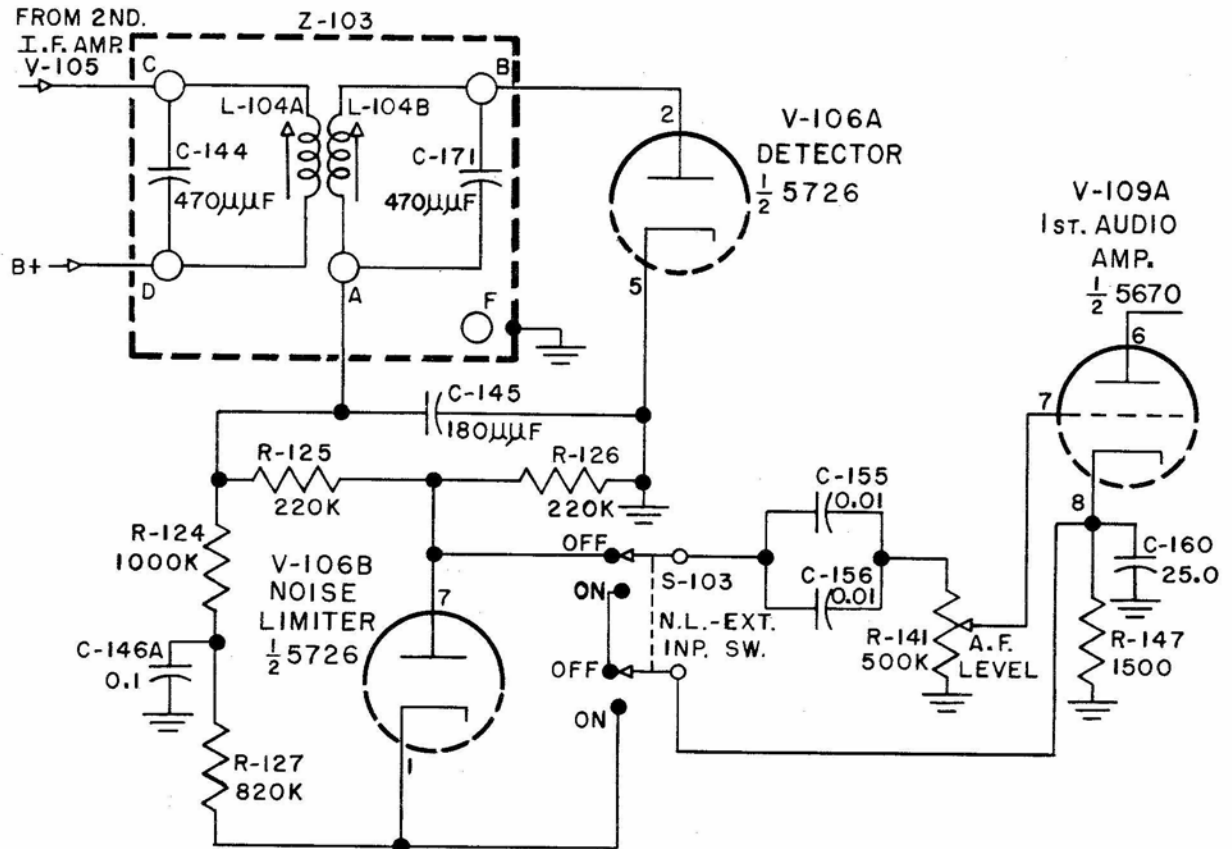 FROM 2ND.
I.F. AMP.
V-105
Z-103
C
B
L-104A
L-104B
C-144
470μμF
C-171
470μμF
B+
D
A
F
2
V-106A
DETECTOR
1/2 5726
5
V-109A
1ST. AUDIO
AMP.
1/2 5670
6
7
8
C-145
180μμF
R-125
220K
R-126
220K
R-124
1000K
V-106B
NOISE
LIMITER
1/2 5726
7
1
C-146A
0.1
R-127
820K
OFF
ON
OFF
ON
S-103
N.L.-EXT.
INP. SW.
C-155
0.01
C-156
0.01
R-141
500K
A.F.
LEVEL
C-160
25.0
R-147
1500